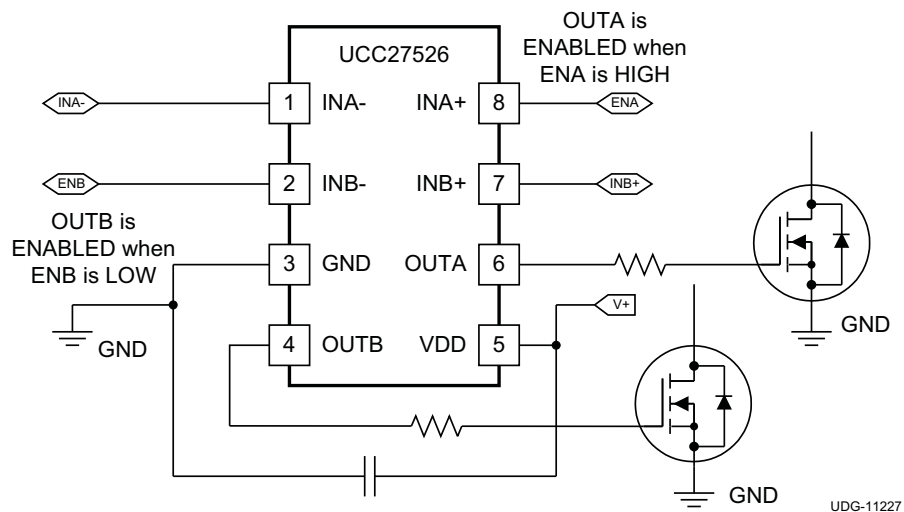 OUTA is
ENABLED when
ENA is HIGH
UCC27526
INA-
1
INA-
INA+
8
ENA
ENB
2
INB-
INB+
7
INB+
OUTB is
ENABLED when
ENB is LOW
3
GND
OUTA
6
V+
GND
GND
4
OUTB
VDD
5
GND
UDG-11227